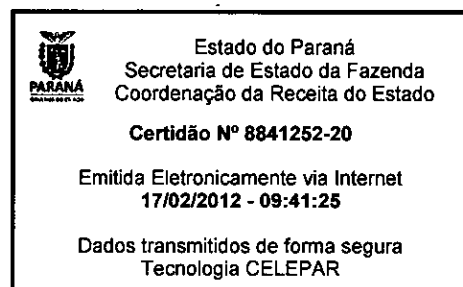 Estado do Paraná
Secretaria de Estado da Fazenda
PARANÁ
Coordenação da Receita do Estado
Certidão Nº 8841252-20
Emitida Eletronicamente via Internet
17/02/2012 - 09:41:25
Dados transmitidos de forma segura
Tecnologia CELEPAR